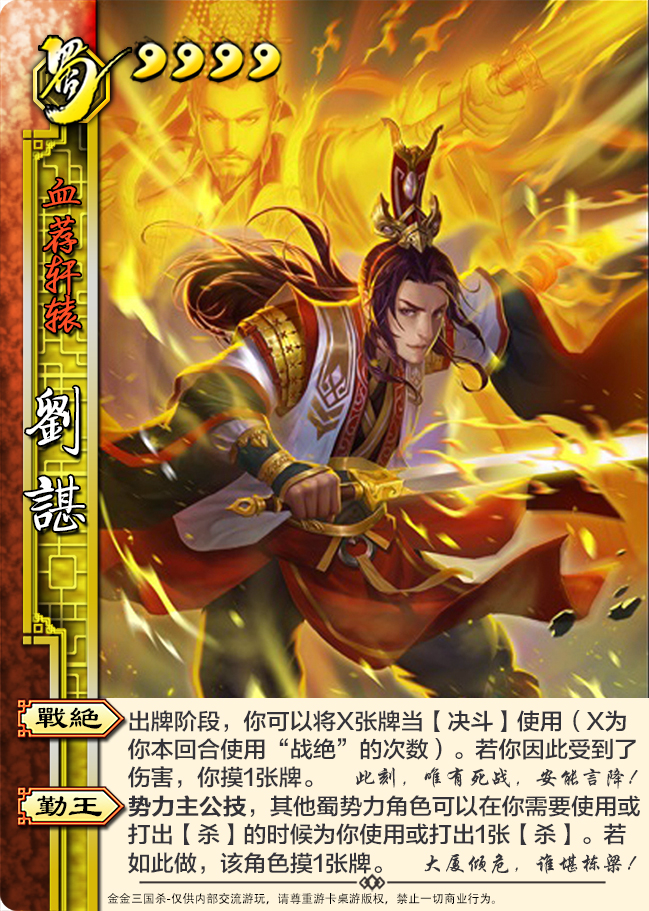 蜀
血荐轩辕
劉諶
戰絕
出牌阶段，你可以将X张牌当【决斗】使用（X为
你本回合使用“战绝”的次数）。若你因此受到了
伤害，你摸1张牌。 此刻，唯有死战，安能言降！
勤王
势力主公技，其他蜀势力角色可以在你需要使用或
打出【杀】的时候为你使用或打出1张【杀】。若
如此做，该角色摸1张牌。 大厦倾危，谁堪栋梁！
金金三国杀-仅供内部交流游玩，请尊重游卡桌游版权，禁止一切商业行为。